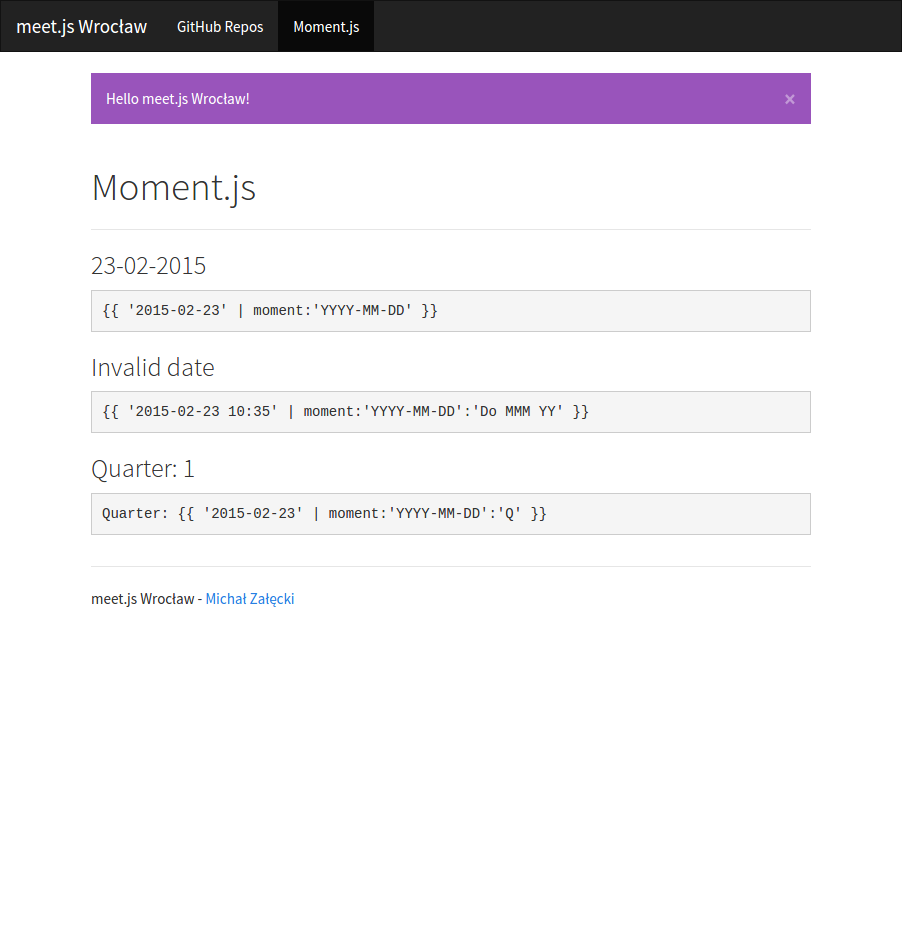 meet.js Wrocław GitHub Repos Moment.js
Hello meet.js Wrocław! ×
Moment.js
23-02-2015
{{ '2015-02-23' | moment:'YYYY-MM-DD' }}
Invalid date
{{ '2015-02-23 10:35' | moment:'YYYY-MM-DD':'Do MMM YY' }}
Quarter: 1
Quarter: {{ '2015-02-23' | moment:'YYYY-MM-DD':'Q' }}
meet.js Wrocław - Michał Załęcki